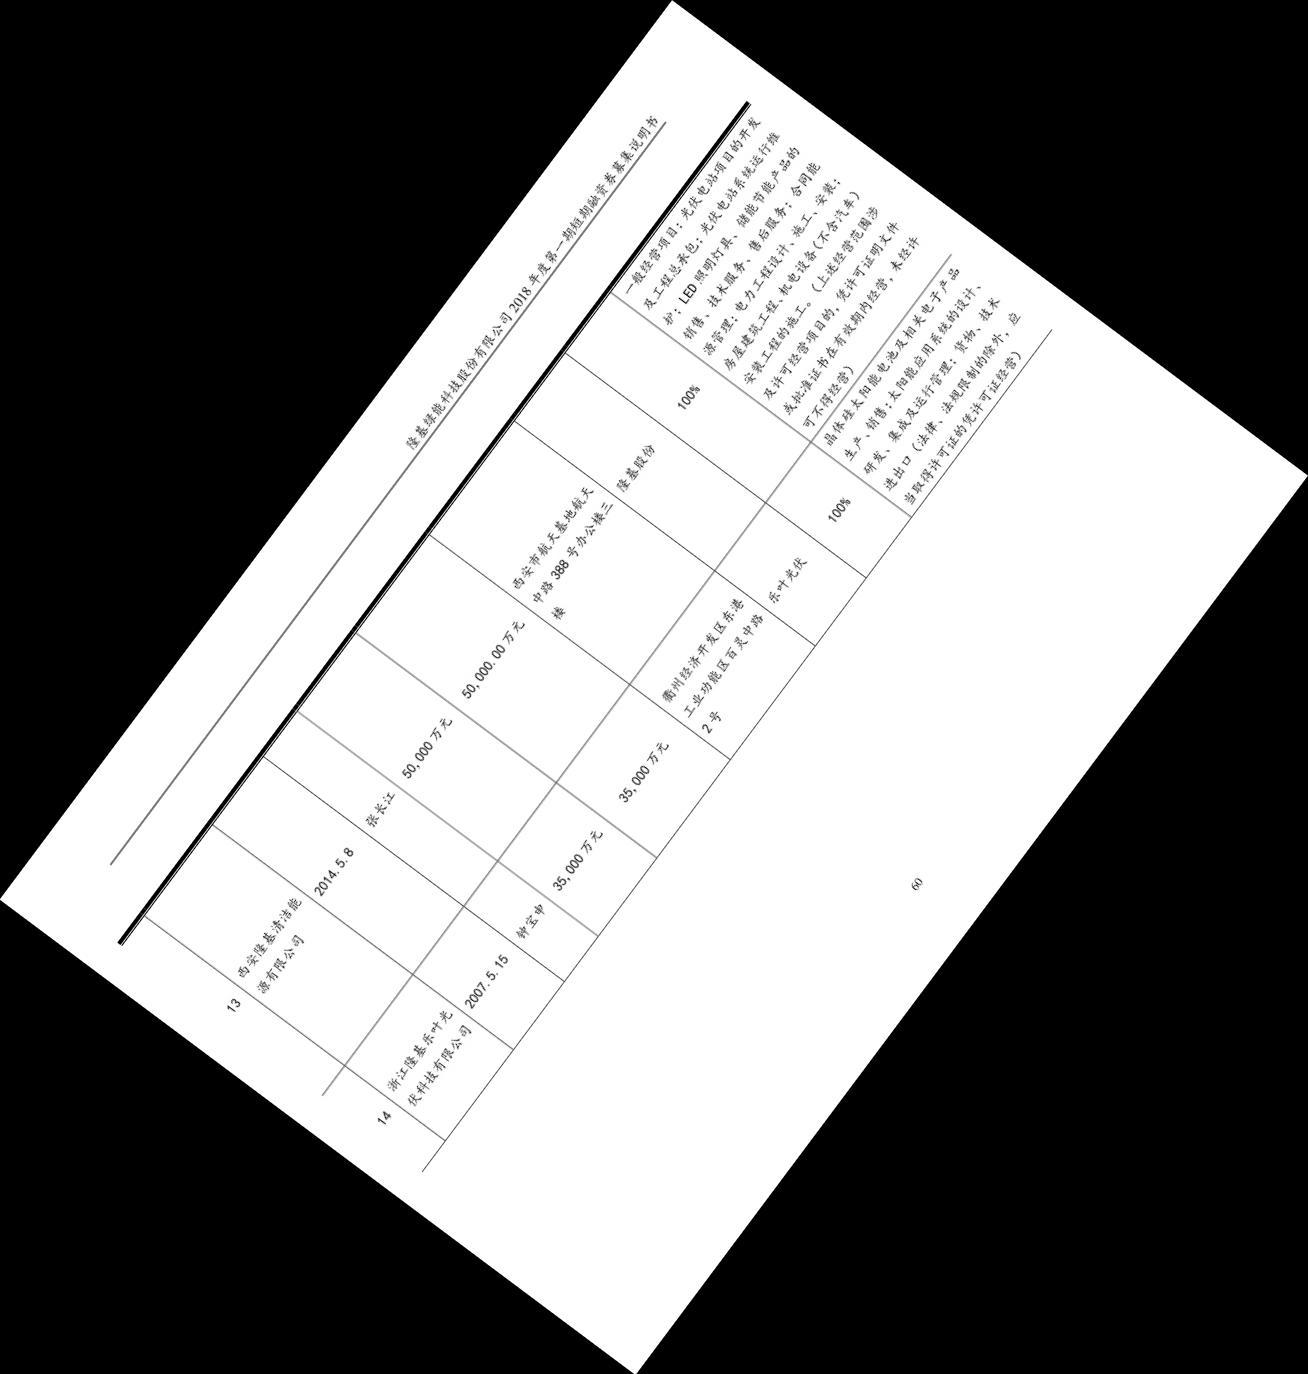 隆基绿能科技股份有限公司 2018 年度第一期短期融资券募集说明书
13
西安隆基清洁能
源有限公司
2014.5.8
张长江
50,000 万元
50,000.00 万元
西安市航天基地航天
中路 388 号办公楼三
楼
隆基股份
100%
一般经营项目：光伏电站项目的开发
及工程总承包；光伏电站系统运行维
护；LED 照明灯具、储能节能产品的
销售、技术服务、售后服务；合同能
源管理；电力工程设计、施工、安装；
房屋建筑工程、机电设备(不含汽车)
安装工程的施工。（上述经营范围涉
及许可经营项目的，凭许可证明文件
或批准证书在有效期内经营，未经许
可不得经营）
14
浙江隆基乐叶光
伏科技有限公司
2007.5.15
钟宝申
35,000 万元
35,000 万元
衢州经济开发区东港
工业功能区百灵中路
2 号
乐叶光伏
100%
晶体硅太阳能电池及相关电子产品
生产、销售；太阳能应用系统的设计、
研发、集成及运行管理；货物、技术
进出口（法律、法规限制的除外，应
当取得许可证的凭许可证经营）
60